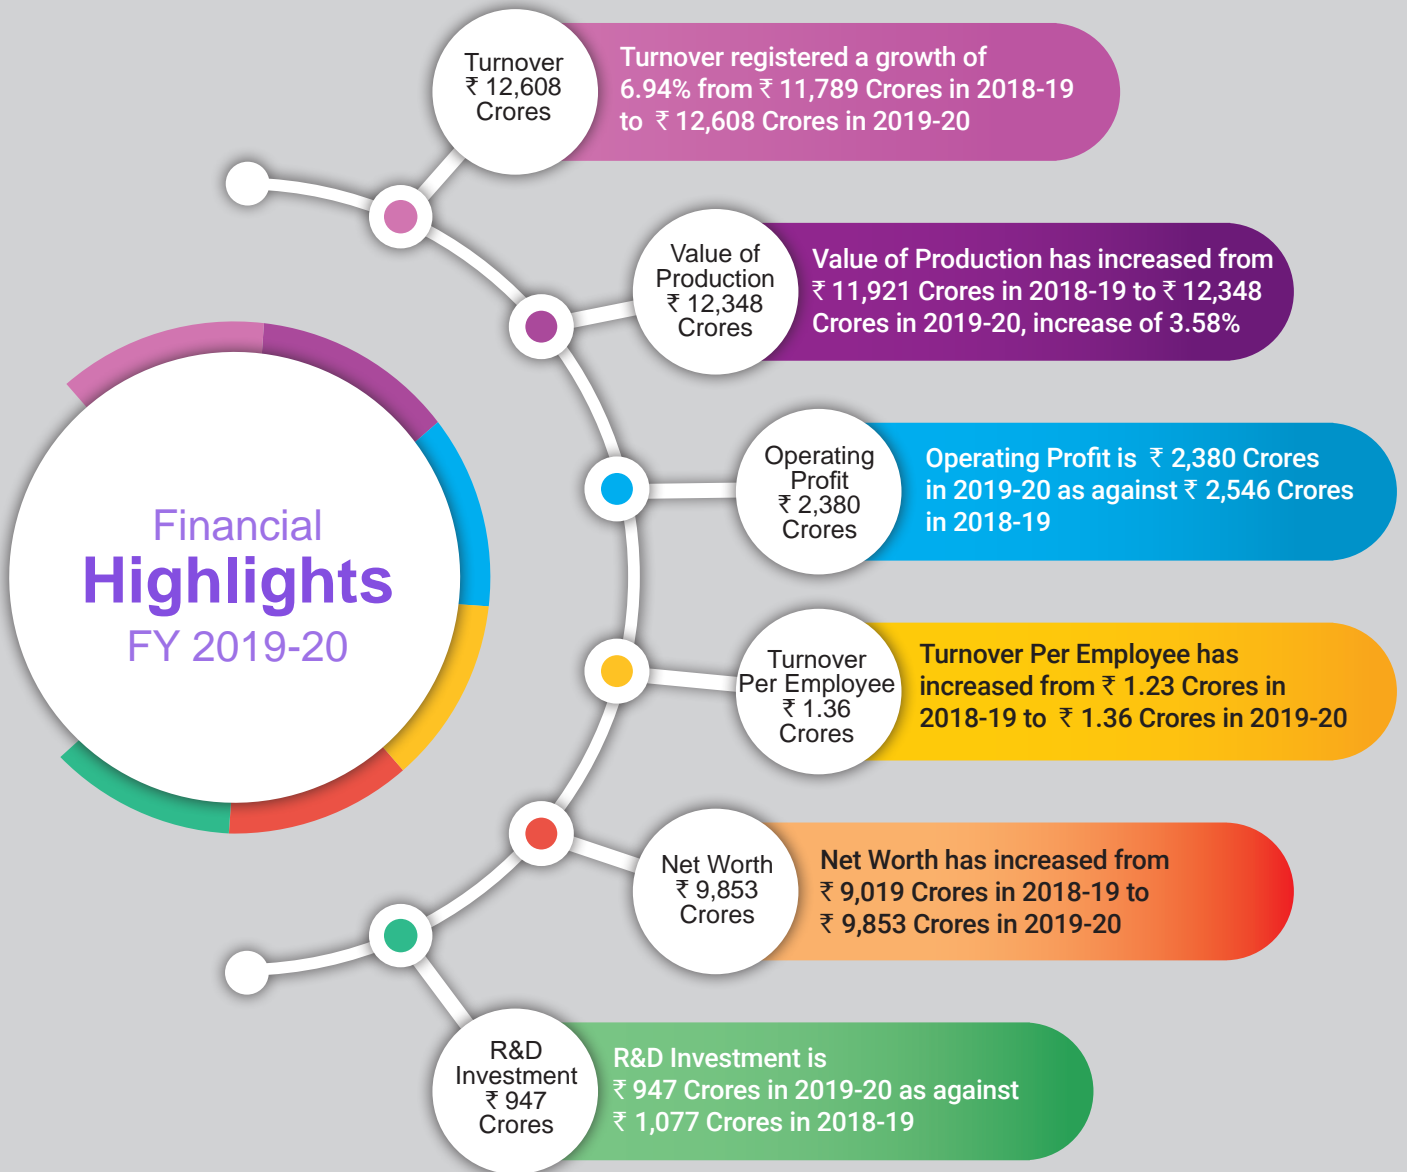 Financial
Highlights
FY 2019-20
Turnover
₹ 12,608
Crores
Turnover registered a growth of
6.94% from ₹ 11,789 Crores in 2018-19
to ₹ 12,608 Crores in 2019-20
Value of
Production
₹ 12,348
Crores
Value of Production has increased from
₹ 11,921 Crores in 2018-19 to ₹ 12,348
Crores in 2019-20, increase of 3.58%
Operating
Profit
₹ 2,380
Crores
Operating Profit is ₹ 2,380 Crores
in 2019-20 as against ₹ 2,546 Crores
in 2018-19
Turnover
Per Employee
₹ 1.36
Crores
Turnover Per Employee has
increased from ₹ 1.23 Crores in
2018-19 to ₹ 1.36 Crores in 2019-20
Net Worth
₹ 9,853
Crores
Net Worth has increased from
₹ 9,019 Crores in 2018-19 to
₹ 9,853 Crores in 2019-20
R&D
Investment
₹ 947
Crores
R&D Investment is
₹ 947 Crores in 2019-20 as against
₹ 1,077 Crores in 2018-19